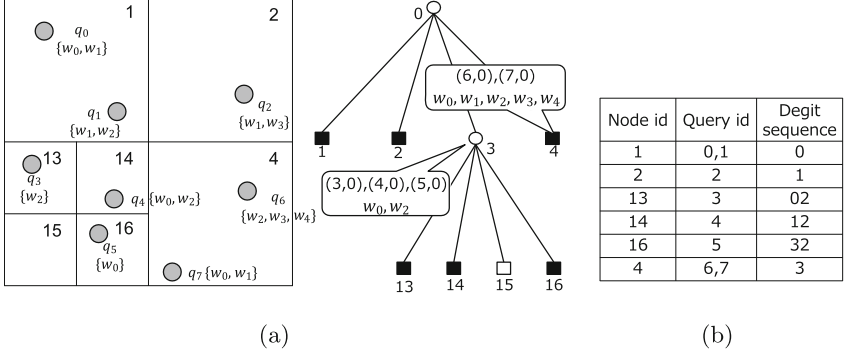 1
2
q0
{w0,w1}
q1
{w1,w2}
q2
{w1,w3}
13
14
4
q3
{w2}
q4{w0,w2}
q6
{w2,w3,w4}
15
16
q5
{w0}
q7{w0,w1}
0
(6,0),(7,0)
w0,w1,w2,w3,w4
1
2
3
4
(3,0),(4,0),(5,0)
w0,w2
13
14
15
16
(a)
Node id Query id Degit sequence
1 0,1 0
2 2 1
13 3 02
14 4 12
16 5 32
4 6,7 3
(b)